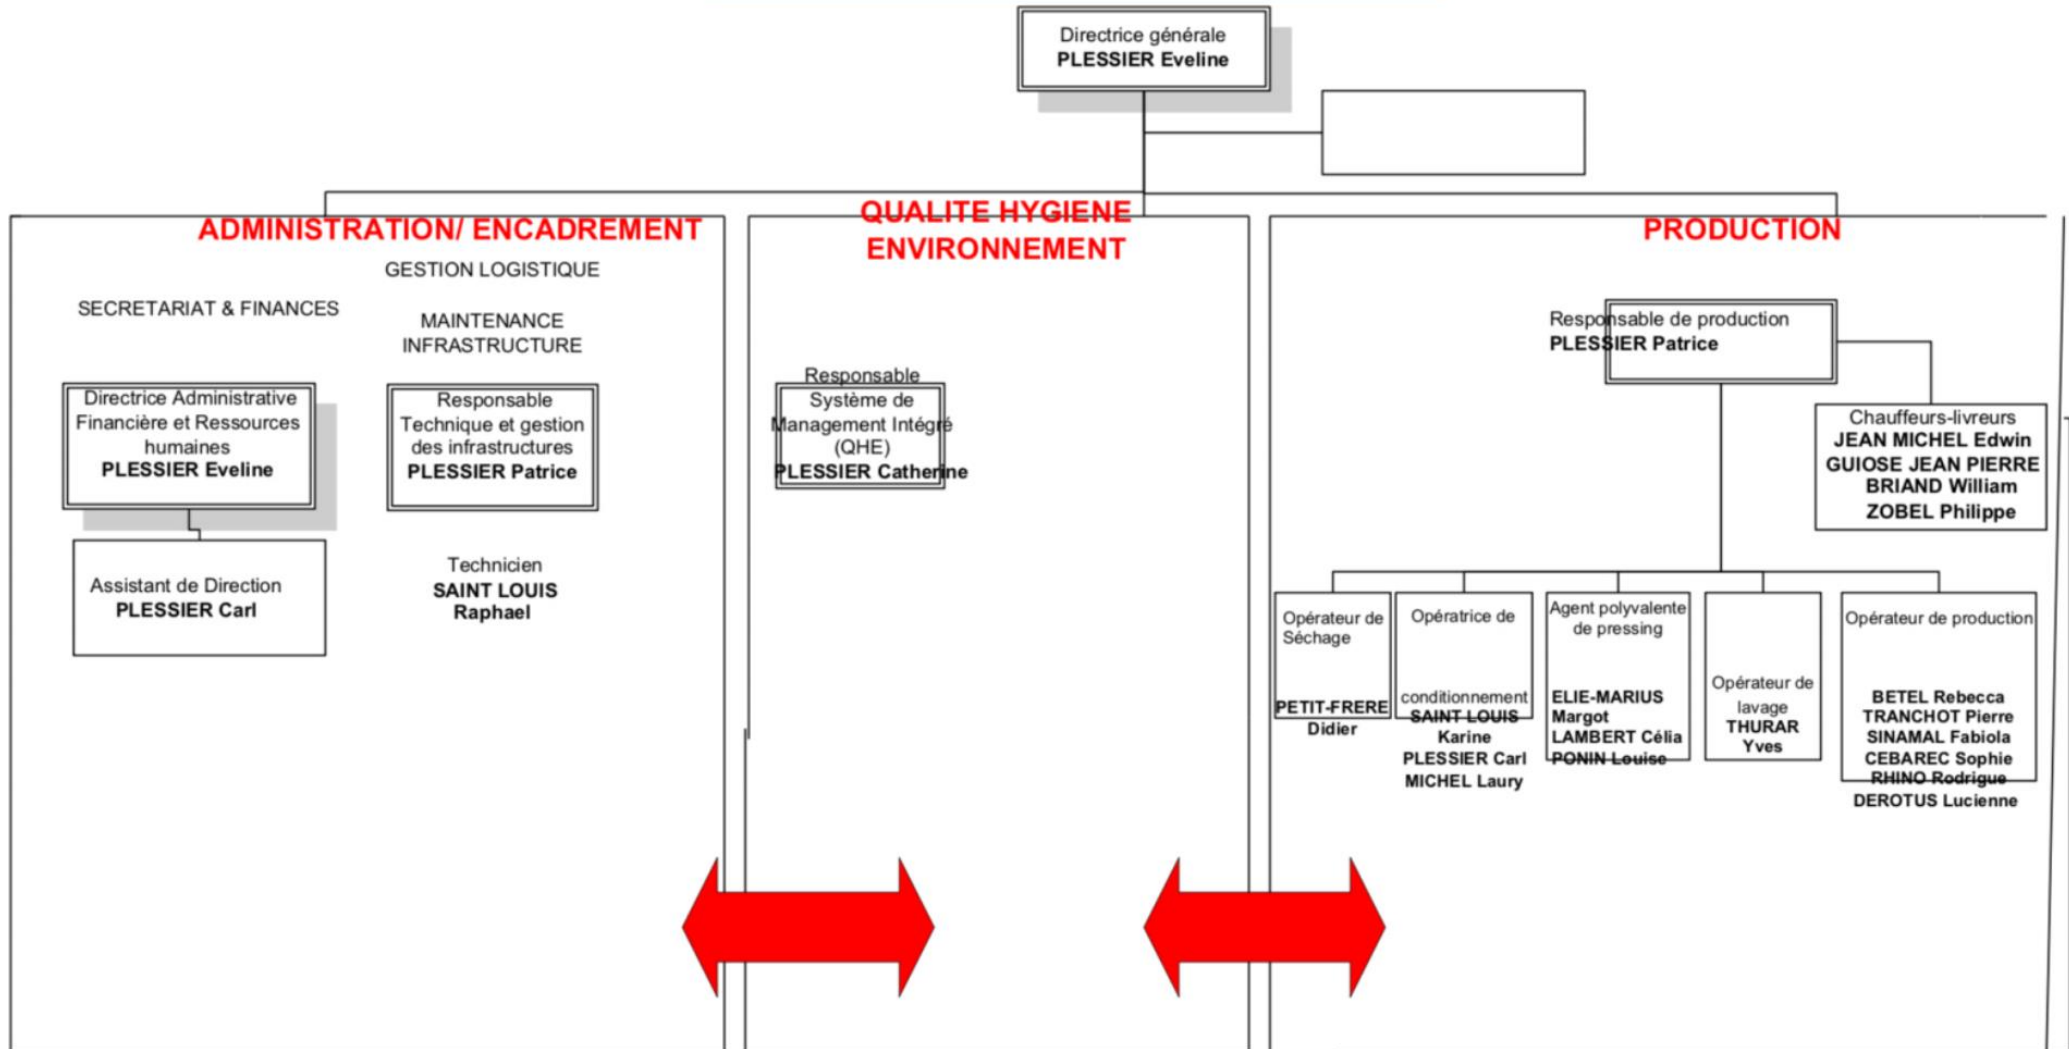 Directrice générale
PLESSIER Eveline
ADMINISTRATION/ ENCADREMENT
GESTION LOGISTIQUE
SECRETARIAT & FINANCES
MAINTENANCE
INFRASTRUCTURE
Directrice Administrative
Financière et Ressources
humaines
PLESSIER Eveline
Responsable
Technique et gestion
des infrastructures
PLESSIER Patrice
Assistant de Direction
PLESSIER Carl
Technicien
SAINT LOUIS
Raphael
QUALITE HYGIENE
ENVIRONNEMENT
Responsable
Système de
Management Intégré
(QHE)
PLESSIER Catherine
PRODUCTION
Responsable de production
PLESSIER Patrice
Chauffeurs-livreurs
JEAN MICHEL Edwin
GUIOSE JEAN PIERRE
BRIAND William
ZOBEL Philippe
Opérateur de
Séchage
PETIT-FRERE
Didier
Opératrice de
conditionnement
SAINT LOUIS
Karine
PLESSIER Carl
MICHEL Laury
Agent polyvalente
de pressing
ELIE-MARIUS
Margot
LAMBERT Célia
PONIN Louise
Opérateur de
lavage
THURAR
Yves
Opérateur de production
BETEL Rebecca
TRANCHOT Pierre
SINAMAL Fabiola
CEBAREC Sophie
RHINO Rodrigue
DEROTUS Lucienne